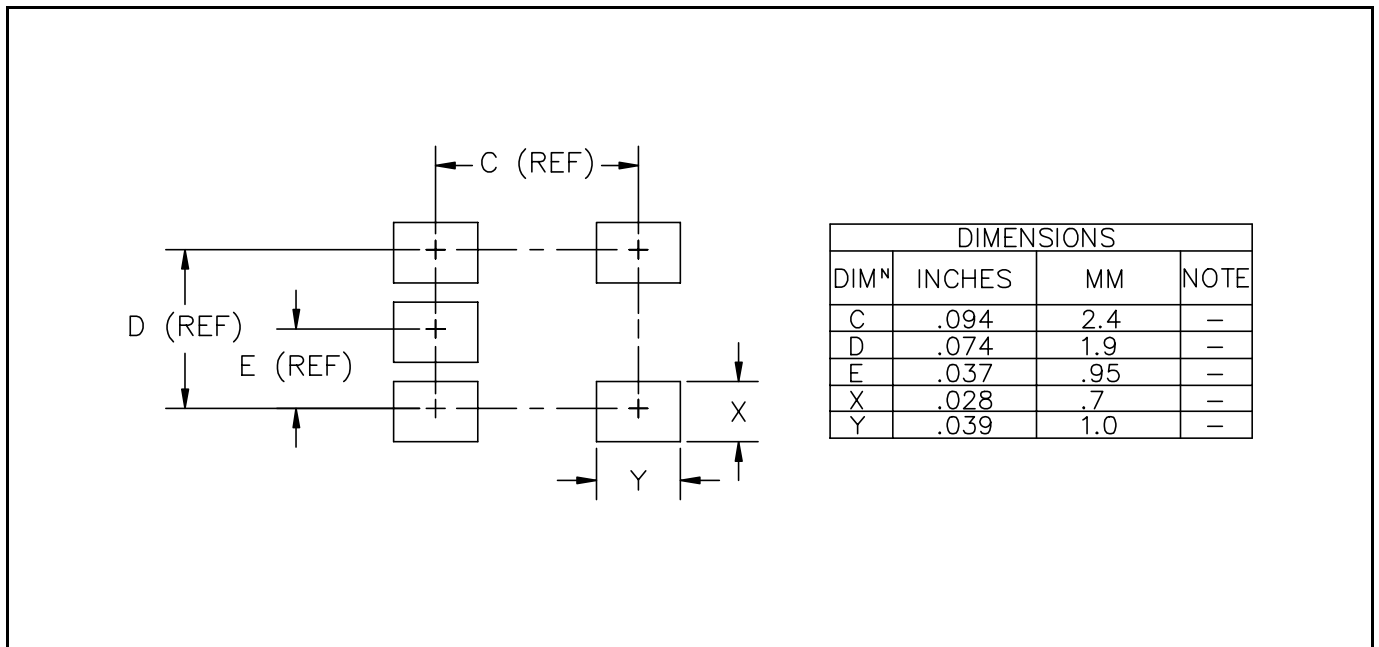 C (REF)
D (REF)
E (REF)
X
Y
DIMENSIONS
DIMᴺ INCHES MM NOTE
C .094 2.4 –
D .074 1.9 –
E .037 .95 –
X .028 .7 –
Y .039 1.0 –